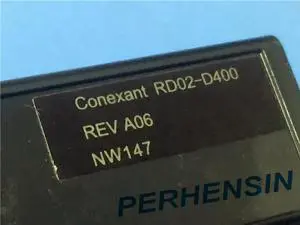 Conexant RD02-D400
REV A06
NW147
PERHENSIN